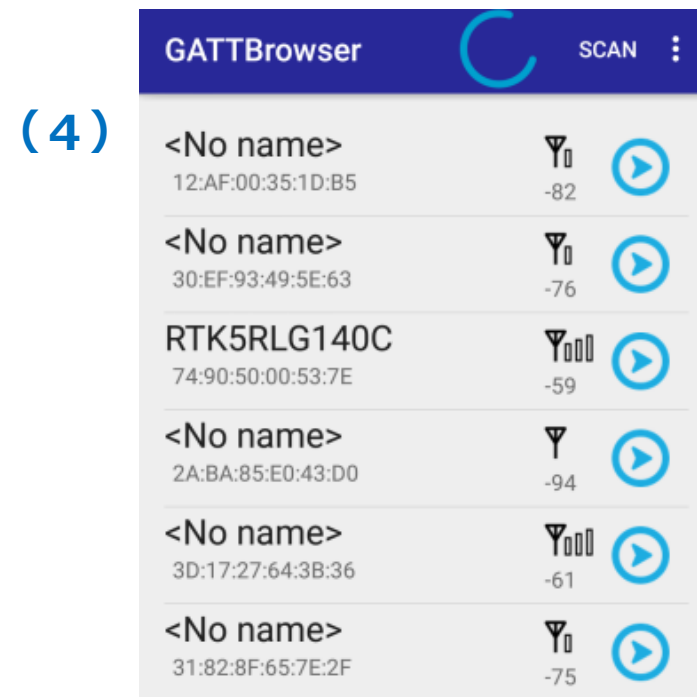 GATTBrowser SCAN
(4)
<No name>
12:AF:00:35:1D:B5
-82
<No name>
30:EF:93:49:5E:63
-76
RTK5RLG140C
74:90:50:00:53:7E
-59
<No name>
2A:BA:85:E0:43:D0
-94
<No name>
3D:17:27:64:3B:36
-61
<No name>
31:82:8F:65:7E:2F
-75